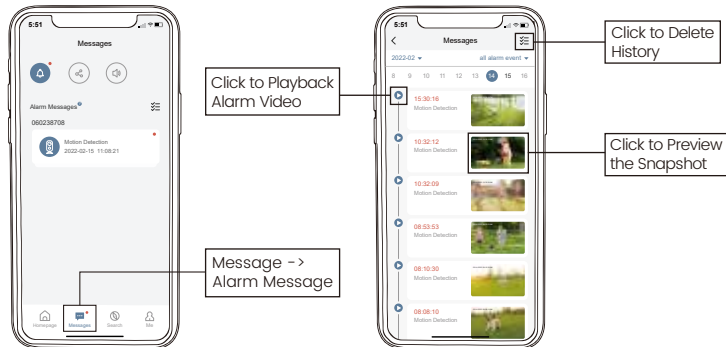 5:51
Messages
Alarm Messages
060238708
Motion Detection
2022-02-15 11:08:21
Homepage
Messages
Search
Me
Click to Playback
Alarm Video
Message ->
Alarm Message
5:51
Messages
2022-02
all alarm event
8 9 10 11 12 13 14 15 16
15:30:16
Motion Detection
10:32:12
Motion Detection
10:32:09
Motion Detection
08:53:53
Motion Detection
08:10:30
Motion Detection
08:08:10
Motion Detection
Click to Delete
History
Click to Preview
the Snapshot